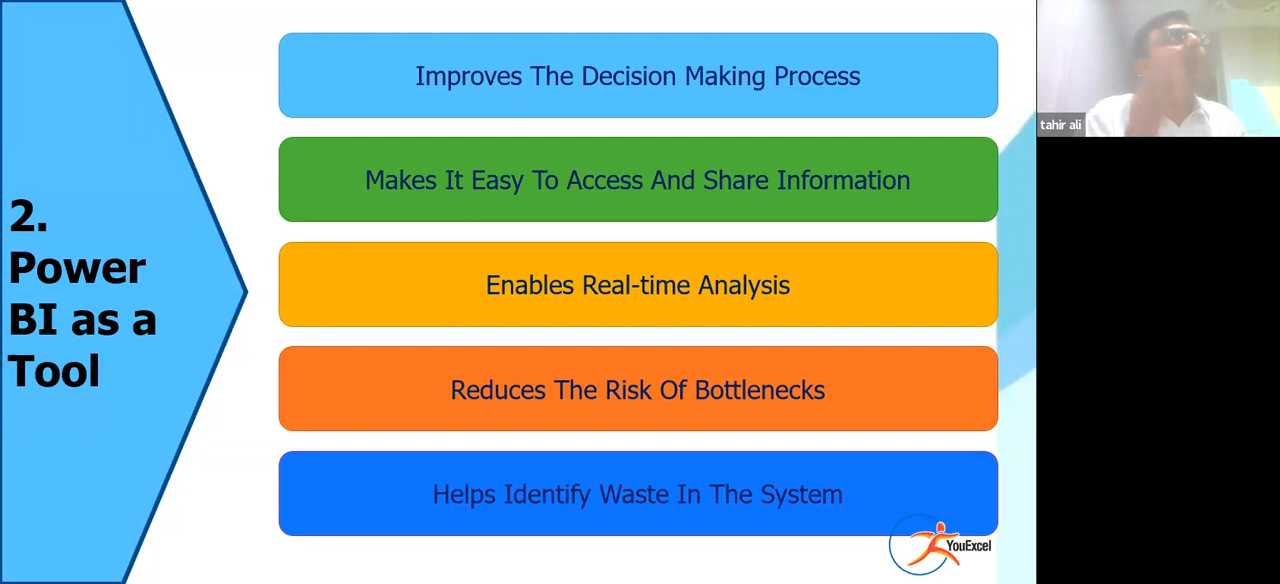 2.
Power
BI as a
Tool
Improves The Decision Making Process
Makes It Easy To Access And Share Information
Enables Real-time Analysis
Reduces The Risk Of Bottlenecks
Helps Identify Waste In The System
YouExcel
tahir ali